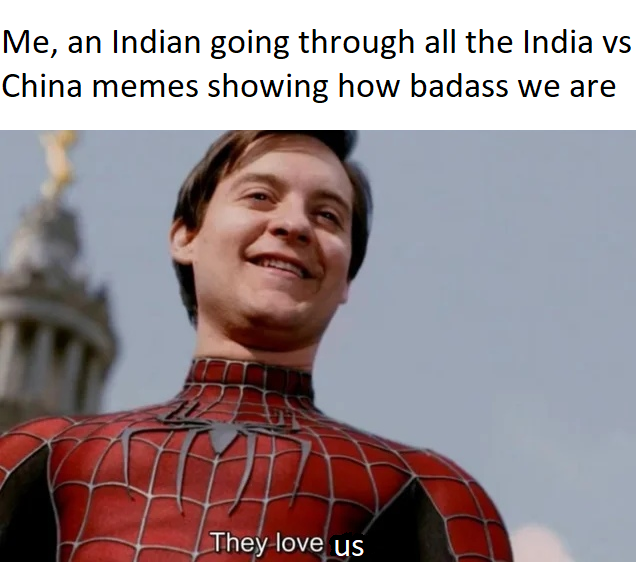 Me, an Indian going through all the India vs
China memes showing how badass we are
They love us